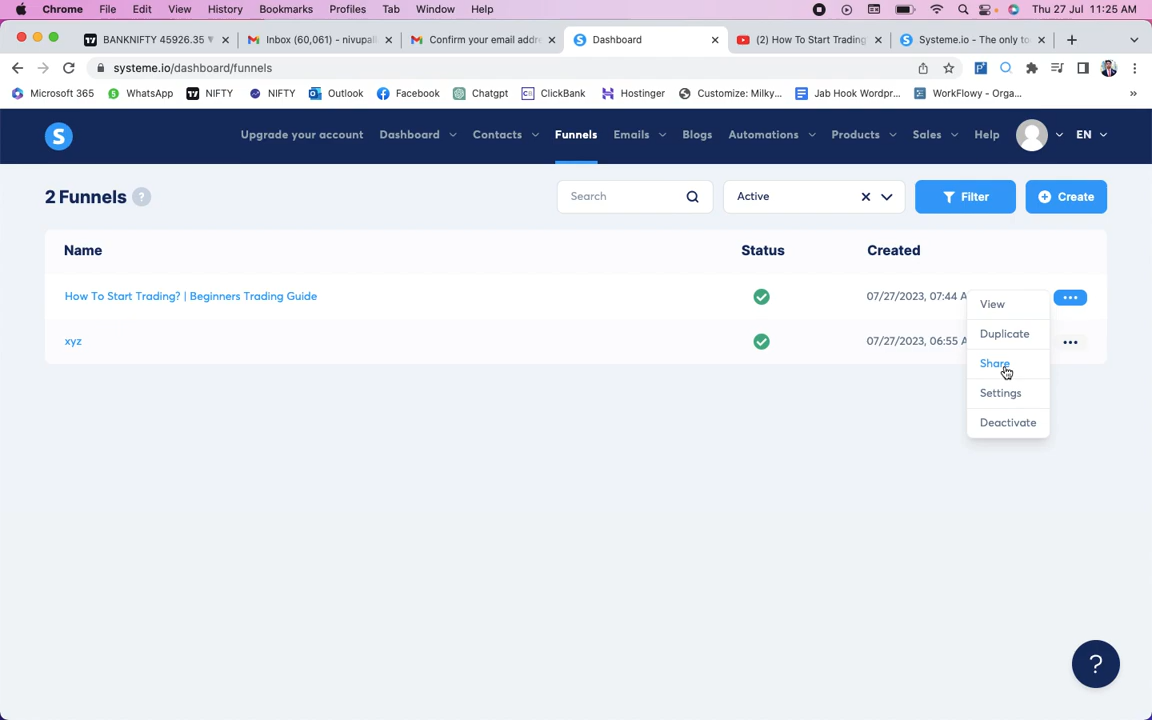 Chrome File Edit View History Bookmarks Profiles Tab Window Help Thu 27 Jul 11:25 AM
BANKNIFTY 45926.35 Inbox (60,061) - nivupai Confirm your email addre Dashboard (2) How To Start Trading Systeme.io - The only to
systeme.io/dashboard/funnels
Microsoft 365 WhatsApp NIFTY NIFTY Outlook Facebook Chatgpt ClickBank Hostinger Customize: Milky... Jab Hook Wordpr... WorkFlowy - Orga... »
S Upgrade your account Dashboard Contacts Funnels Emails Blogs Automations Products Sales Help EN
2 Funnels ? Search Active Filter Create
Name Status Created
How To Start Trading? | Beginners Trading Guide 07/27/2023, 07:44 A
View
Duplicate
xyz 07/27/2023, 06:55 A
Share
Settings
Deactivate
?